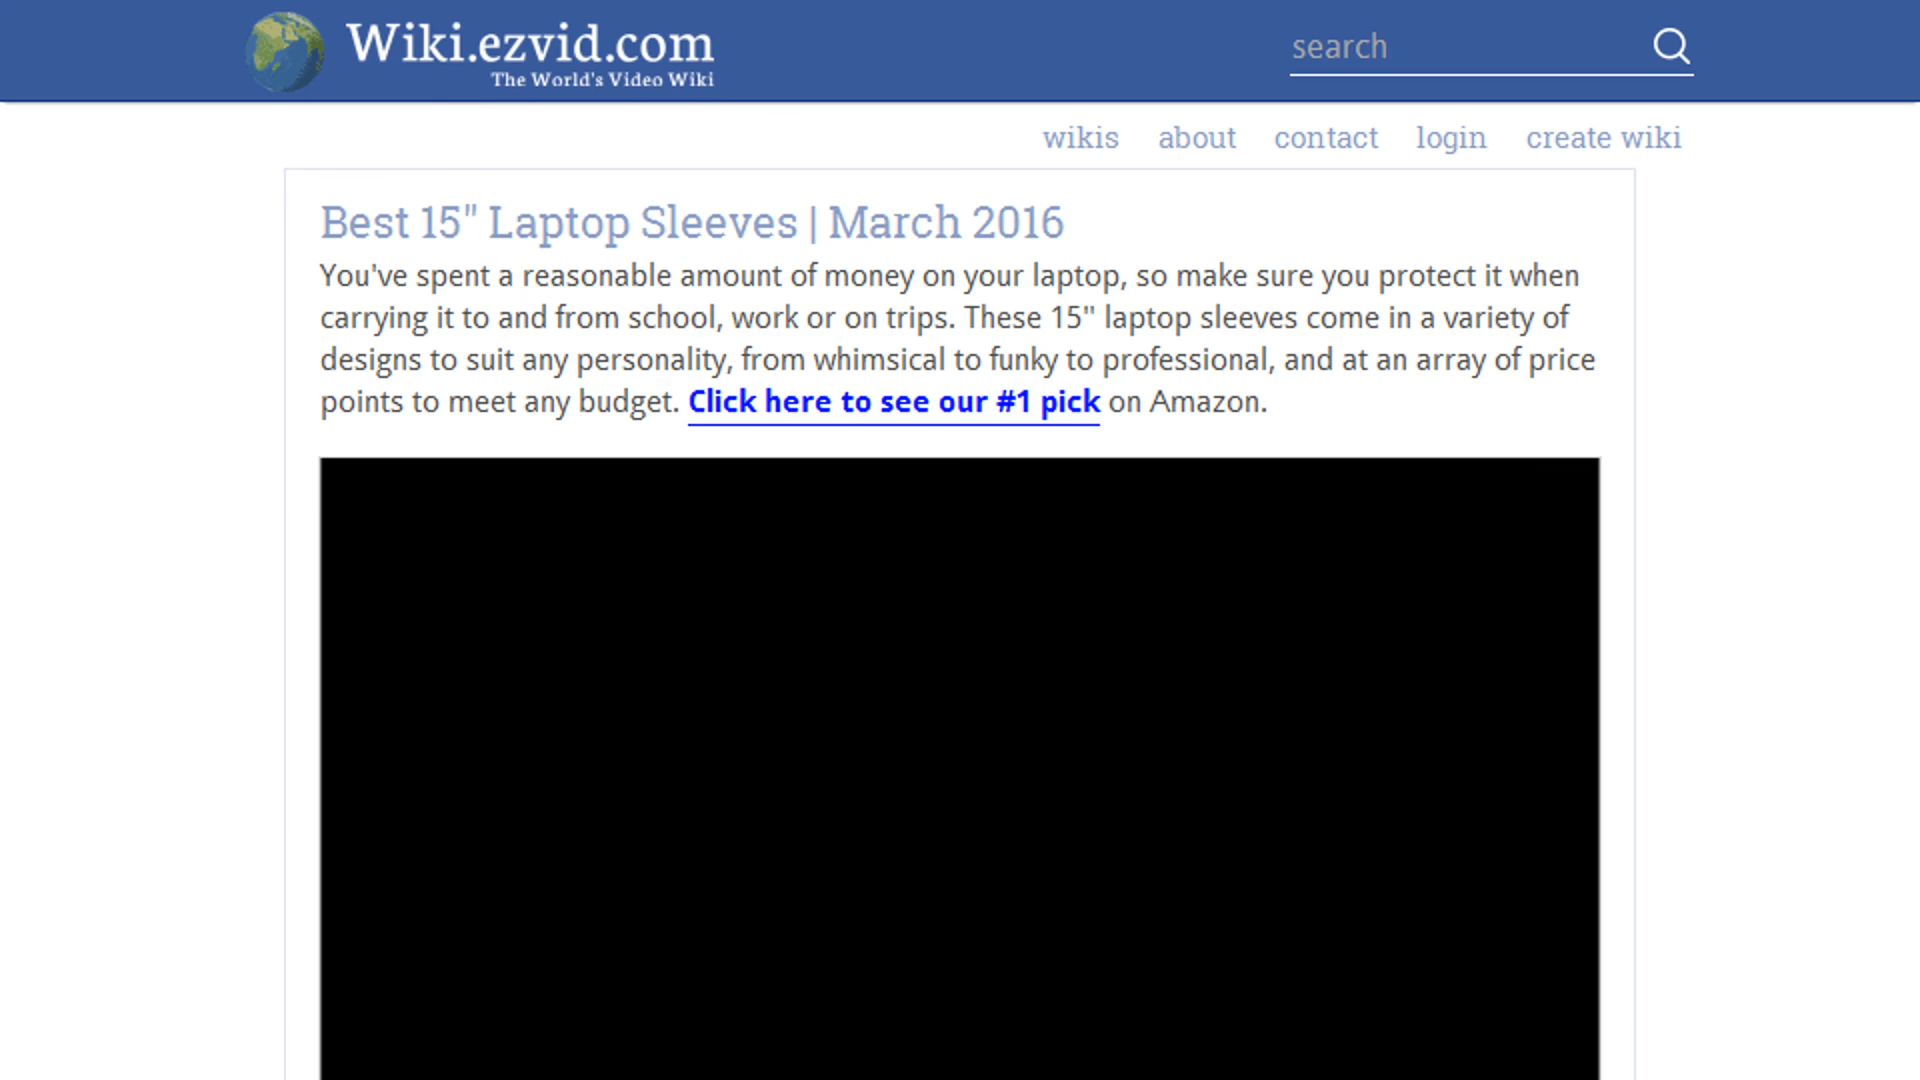 Wiki.ezvid.com
The World's Video Wiki
search
wikis about contact login create wiki
Best 15" Laptop Sleeves | March 2016
You've spent a reasonable amount of money on your laptop, so make sure you protect it when
carrying it to and from school, work or on trips. These 15" laptop sleeves come in a variety of
designs to suit any personality, from whimsical to funky to professional, and at an array of price
points to meet any budget. Click here to see our #1 pick on Amazon.